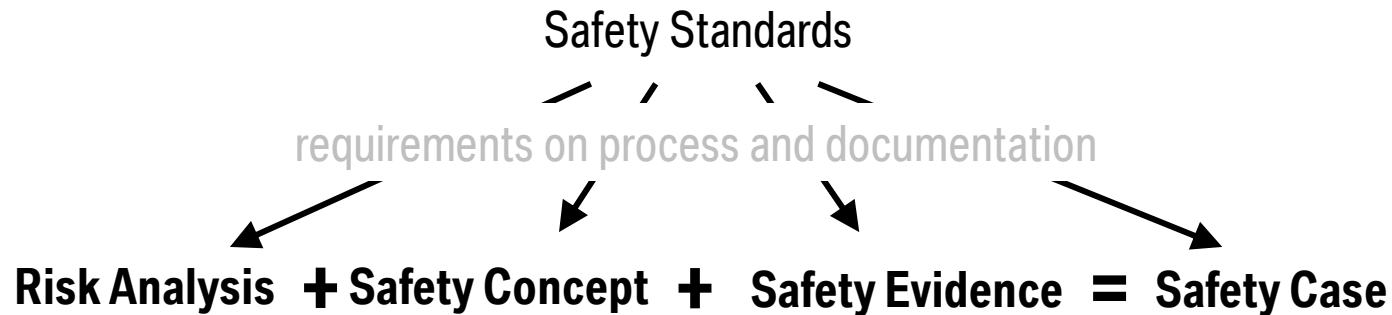 Safety Standards
requirements on process and documentation
Risk Analysis + Safety Concept + Safety Evidence = Safety Case